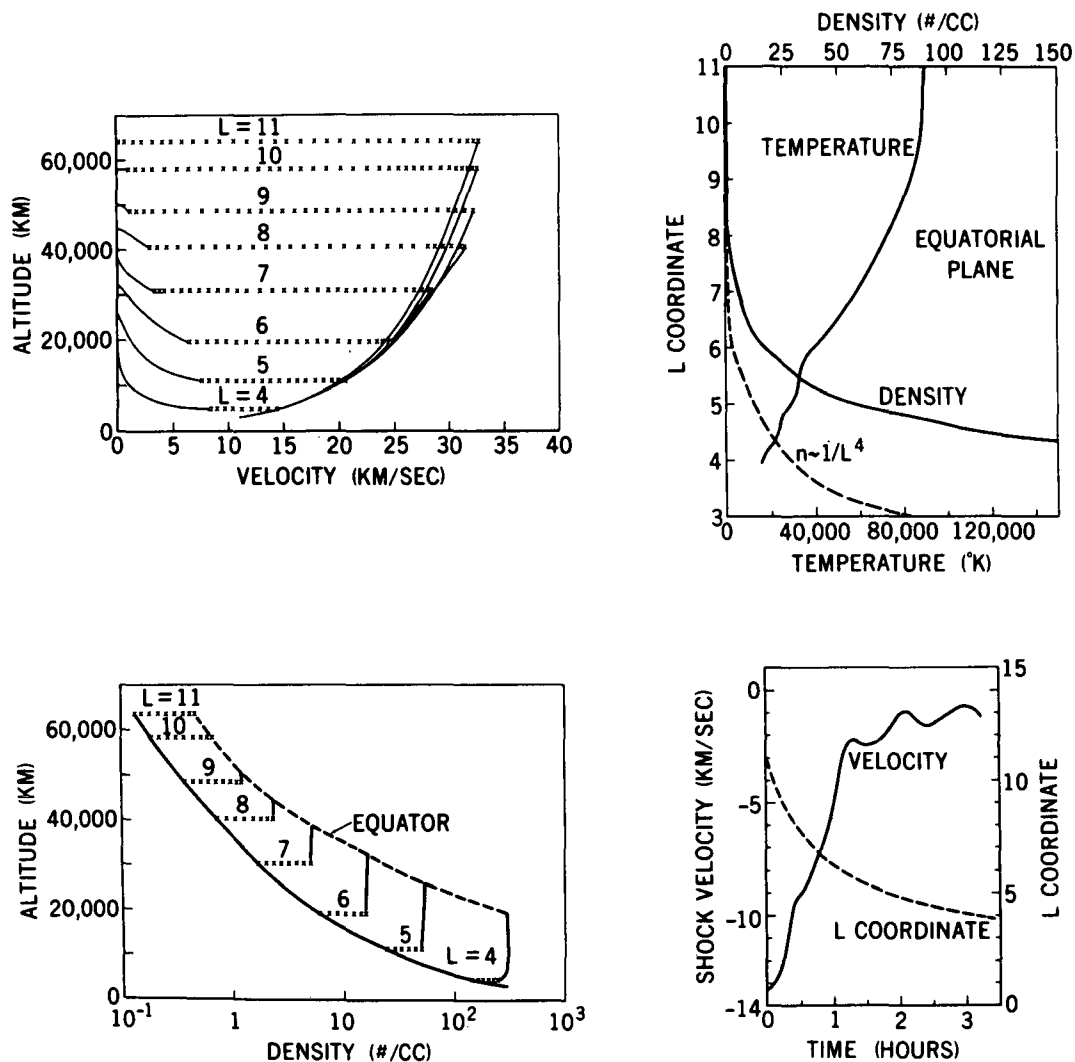 L = 11
10
9
8
7
6
5
L = 4
60,000
40,000
20,000
0
ALTITUDE (KM)
0 5 10 15 20 25 30 35 40
VELOCITY (KM/SEC)
DENSITY (#/CC)
0 25 50 75 100 125 150
11
10
9
8
7
6
5
4
3
L COORDINATE
TEMPERATURE
EQUATORIAL
PLANE
DENSITY
n~1/L⁴
0 40,000 80,000 120,000
TEMPERATURE (°K)
L = 11
10
9
8
7
6
5
L = 4
EQUATOR
60,000
40,000
20,000
0
ALTITUDE (KM)
10⁻¹ 1 10 10² 10³
DENSITY (#/CC)
0
-5
-10
-14
SHOCK VELOCITY (KM/SEC)
VELOCITY
L COORDINATE
15
10
5
0
L COORDINATE
0 1 2 3
TIME (HOURS)